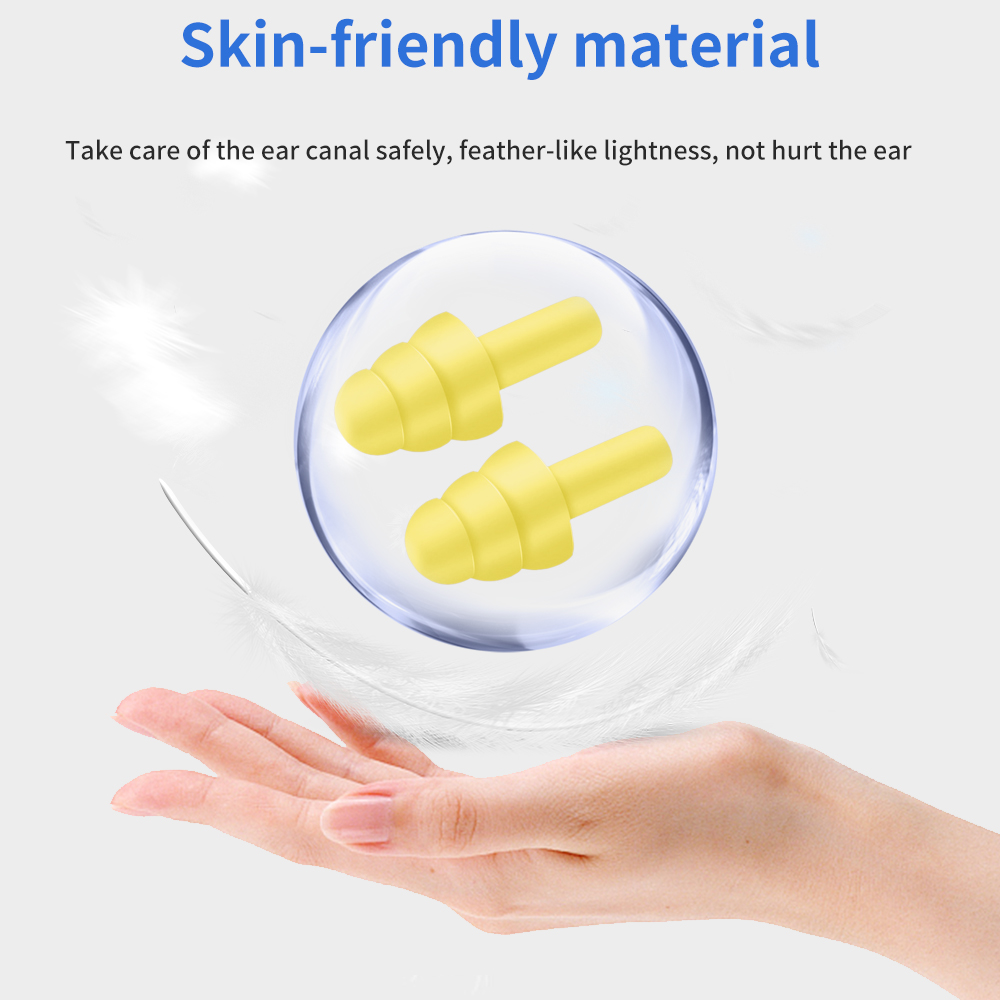 Skin-friendly material
Take care of the ear canal safely, feather-like lightness, not hurt the ear